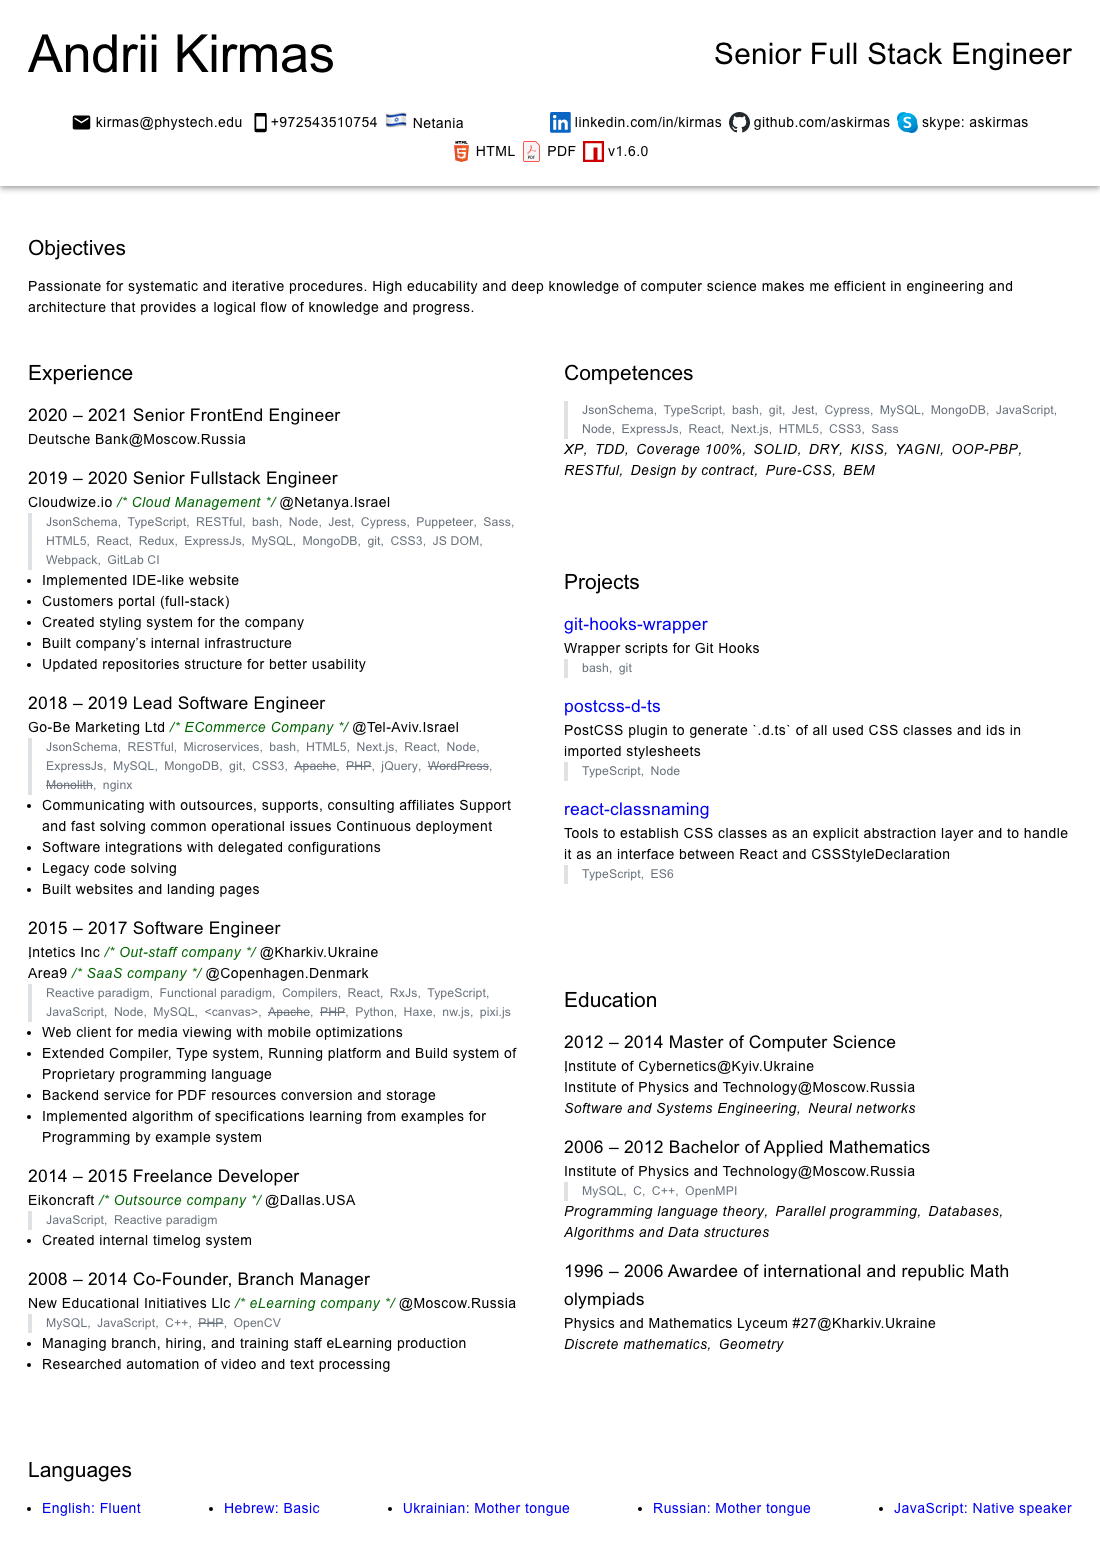 Andrii Kirmas
Senior Full Stack Engineer
kirmas@phystech.edu +972543510754 Netania
linkedin.com/in/kirmas github.com/askirmas skype: askirmas
HTML PDF v1.6.0
Objectives
Passionate for systematic and iterative procedures. High educability and deep knowledge of computer science makes me efficient in engineering and
architecture that provides a logical flow of knowledge and progress.
Experience
2020 – 2021 Senior FrontEnd Engineer
Deutsche Bank@Moscow.Russia
2019 – 2020 Senior Fullstack Engineer
Cloudwize.io /* Cloud Management */ @Netanya.Israel
JsonSchema, TypeScript, RESTful, bash, Node, Jest, Cypress, Puppeteer, Sass,
HTML5, React, Redux, ExpressJs, MySQL, MongoDB, git, CSS3, JS DOM,
Webpack, GitLab CI
• Implemented IDE-like website
• Customers portal (full-stack)
• Created styling system for the company
• Built company's internal infrastructure
• Updated repositories structure for better usability
2018 – 2019 Lead Software Engineer
Go-Be Marketing Ltd /* ECommerce Company */ @Tel-Aviv.Israel
JsonSchema, RESTful, Microservices, bash, HTML5, Next.js, React, Node,
ExpressJs, MySQL, MongoDB, git, CSS3, Apache, PHP, jQuery, WordPress,
Monolith, nginx
• Communicating with outsources, supports, consulting affiliates Support
and fast solving common operational issues Continuous deployment
• Software integrations with delegated configurations
• Legacy code solving
• Built websites and landing pages
2015 – 2017 Software Engineer
Intetics Inc /* Out-staff company */ @Kharkiv.Ukraine
Area9 /* SaaS company */ @Copenhagen.Denmark
Reactive paradigm, Functional paradigm, Compilers, React, RxJs, TypeScript,
JavaScript, Node, MySQL, <canvas>, Apache, PHP, Python, Haxe, nw.js, pixi.js
• Web client for media viewing with mobile optimizations
• Extended Compiler, Type system, Running platform and Build system of
Proprietary programming language
• Backend service for PDF resources conversion and storage
• Implemented algorithm of specifications learning from examples for
Programming by example system
2014 – 2015 Freelance Developer
Eikoncraft /* Outsource company */ @Dallas.USA
JavaScript, Reactive paradigm
• Created internal timelog system
2008 – 2014 Co-Founder, Branch Manager
New Educational Initiatives Llc /* eLearning company */ @Moscow.Russia
MySQL, JavaScript, C++, PHP, OpenCV
• Managing branch, hiring, and training staff eLearning production
• Researched automation of video and text processing
Competences
JsonSchema, TypeScript, bash, git, Jest, Cypress, MySQL, MongoDB, JavaScript,
Node, ExpressJs, React, Next.js, HTML5, CSS3, Sass
XP, TDD, Coverage 100%, SOLID, DRY, KISS, YAGNI, OOP-PBP,
RESTful, Design by contract, Pure-CSS, BEM
Projects
git-hooks-wrapper
Wrapper scripts for Git Hooks
bash, git
postcss-d-ts
PostCSS plugin to generate `.d.ts` of all used CSS classes and ids in
imported stylesheets
TypeScript, Node
react-classnaming
Tools to establish CSS classes as an explicit abstraction layer and to handle
it as an interface between React and CSSStyleDeclaration
TypeScript, ES6
Education
2012 – 2014 Master of Computer Science
Institute of Cybernetics@Kyiv.Ukraine
Institute of Physics and Technology@Moscow.Russia
Software and Systems Engineering, Neural networks
2006 – 2012 Bachelor of Applied Mathematics
Institute of Physics and Technology@Moscow.Russia
MySQL, C, C++, OpenMPI
Programming language theory, Parallel programming, Databases,
Algorithms and Data structures
1996 – 2006 Awardee of international and republic Math
olympiads
Physics and Mathematics Lyceum #27@Kharkiv.Ukraine
Discrete mathematics, Geometry
Languages
• English: Fluent • Hebrew: Basic • Ukrainian: Mother tongue • Russian: Mother tongue • JavaScript: Native speaker